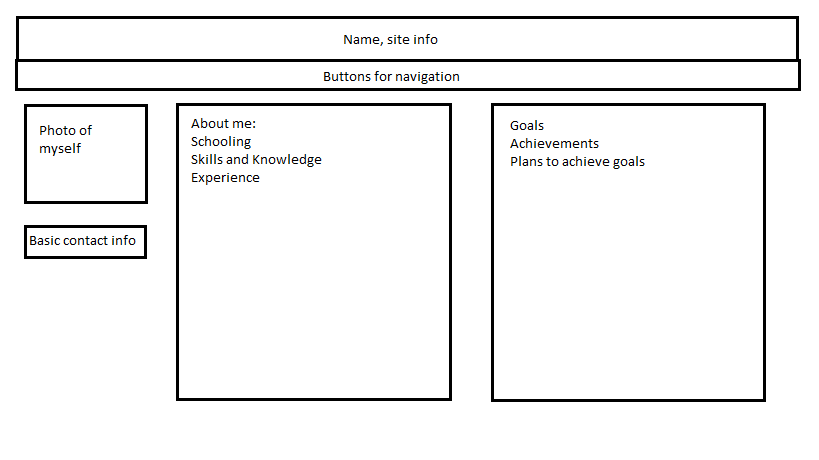 Name, site info
Buttons for navigation
Photo of
myself
Basic contact info
About me:
Schooling
Skills and Knowledge
Experience
Goals
Achievements
Plans to achieve goals